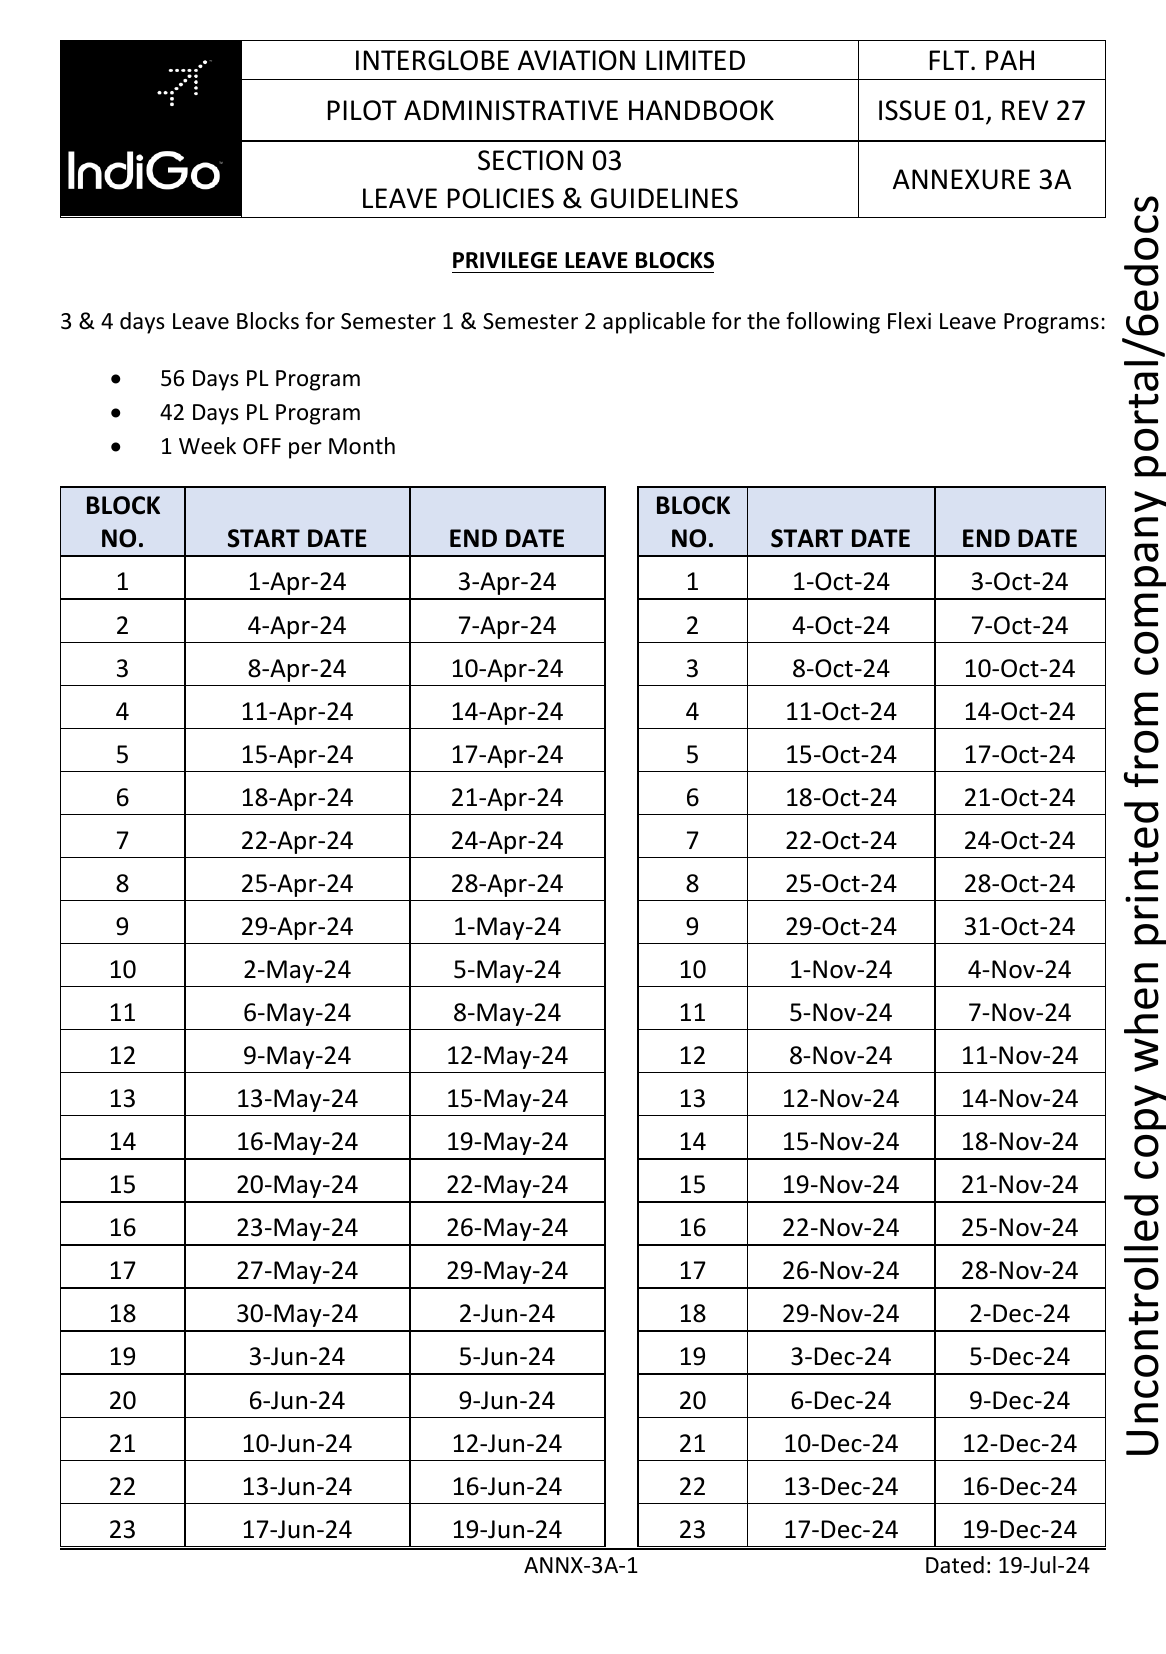 IndiGo
INTERGLOBE AVIATION LIMITED
FLT. PAH
PILOT ADMINISTRATIVE HANDBOOK
ISSUE 01, REV 27
SECTION 03
LEAVE POLICIES & GUIDELINES
ANNEXURE 3A
PRIVILEGE LEAVE BLOCKS
3 & 4 days Leave Blocks for Semester 1 & Semester 2 applicable for the following Flexi Leave Programs:
• 56 Days PL Program
• 42 Days PL Program
• 1 Week OFF per Month
BLOCK NO. START DATE END DATE
1 1-Apr-24 3-Apr-24
2 4-Apr-24 7-Apr-24
3 8-Apr-24 10-Apr-24
4 11-Apr-24 14-Apr-24
5 15-Apr-24 17-Apr-24
6 18-Apr-24 21-Apr-24
7 22-Apr-24 24-Apr-24
8 25-Apr-24 28-Apr-24
9 29-Apr-24 1-May-24
10 2-May-24 5-May-24
11 6-May-24 8-May-24
12 9-May-24 12-May-24
13 13-May-24 15-May-24
14 16-May-24 19-May-24
15 20-May-24 22-May-24
16 23-May-24 26-May-24
17 27-May-24 29-May-24
18 30-May-24 2-Jun-24
19 3-Jun-24 5-Jun-24
20 6-Jun-24 9-Jun-24
21 10-Jun-24 12-Jun-24
22 13-Jun-24 16-Jun-24
23 17-Jun-24 19-Jun-24
BLOCK NO. START DATE END DATE
1 1-Oct-24 3-Oct-24
2 4-Oct-24 7-Oct-24
3 8-Oct-24 10-Oct-24
4 11-Oct-24 14-Oct-24
5 15-Oct-24 17-Oct-24
6 18-Oct-24 21-Oct-24
7 22-Oct-24 24-Oct-24
8 25-Oct-24 28-Oct-24
9 29-Oct-24 31-Oct-24
10 1-Nov-24 4-Nov-24
11 5-Nov-24 7-Nov-24
12 8-Nov-24 11-Nov-24
13 12-Nov-24 14-Nov-24
14 15-Nov-24 18-Nov-24
15 19-Nov-24 21-Nov-24
16 22-Nov-24 25-Nov-24
17 26-Nov-24 28-Nov-24
18 29-Nov-24 2-Dec-24
19 3-Dec-24 5-Dec-24
20 6-Dec-24 9-Dec-24
21 10-Dec-24 12-Dec-24
22 13-Dec-24 16-Dec-24
23 17-Dec-24 19-Dec-24
ANNX-3A-1
Dated: 19-Jul-24
Uncontrolled copy when printed from company portal/6edocs